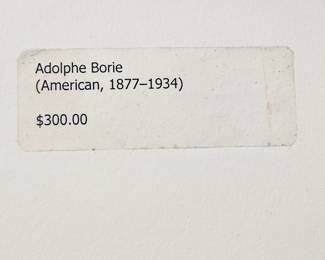 Adolphe Borie
(American, 1877–1934)
$300.00